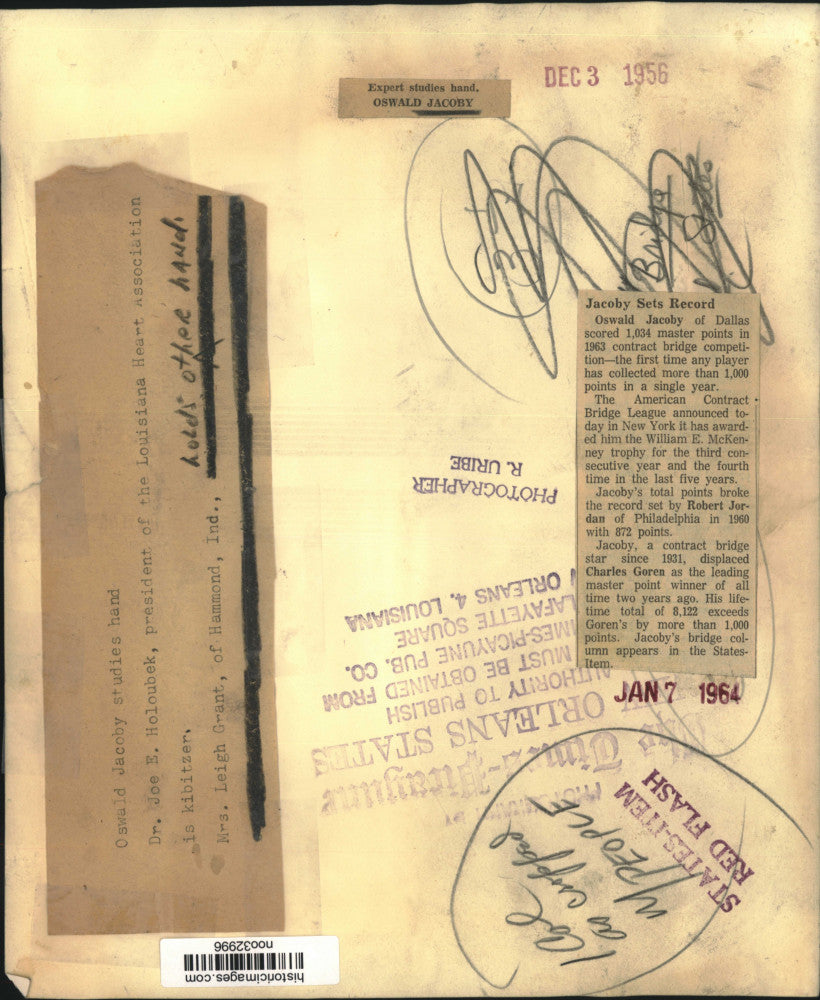 DEC 3 1956
Expert studies hand.
OSWALD JACOBY
Bridge
Jacoby Sets Record
Oswald Jacoby of Dallas
scored 1,034 master points in
1963 contract bridge competi-
tion—the first time any player
has collected more than 1,000
points in a single year.
The American Contract
Bridge League announced to-
day in New York it has award-
ed him the William E. McKen-
ney trophy for the third con-
secutive year and the fourth
time in the last five years.
Jacoby's total points broke
the record set by Robert Jor-
dan of Philadelphia in 1960
with 872 points.
Jacoby, a contract bridge
star since 1931, displaced
Charles Goren as the leading
master point winner of all
time two years ago. His life-
time total of 8,122 exceeds
Goren's by more than 1,000
points. Jacoby's bridge col-
umn appears in the States-
Item.
JAN 7 1964
Oswald Jacoby studies hand
Dr. Joe E. Holoubek, president of the Louisiana Heart Association
is kibitzer.
holds other hand.
Mrs. Leigh Grant, of Hammond, Ind.,
PHOTOGRAPHER
R. URIBE
The Times-Picayune
ORLEANS STATES
AUTHORITY TO PUBLISH
MUST BE OBTAINED FROM
IMES-PICAYUNE PUB. CO.
LAFAYETTE SQUARE
ORLEANS 4, LOUISIANA
STATES-ITEM
RED FLASH
1 Col
as cropped
w/PEOPLE
historicimages.com
noo32996